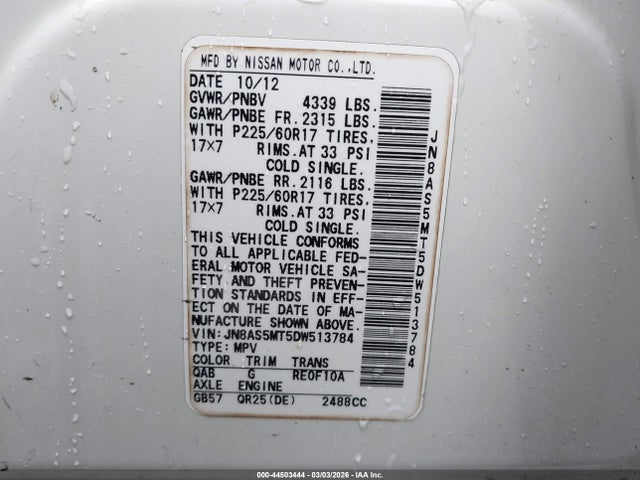 MFD BY NISSAN MOTOR CO.,LTD.
DATE 10/12
GVWR/PNBV 4339 LBS.
GAWR/PNBE FR. 2315 LBS.
WITH P225/60R17 TIRES.
17×7 RIMS.AT 33 PSI
COLD SINGLE.
GAWR/PNBE RR. 2116 LBS.
WITH P225/60R17 TIRES.
17×7 RIMS.AT 33 PSI
COLD SINGLE.
THIS VEHICLE CONFORMS
TO ALL APPLICABLE FED-
ERAL MOTOR VEHICLE SA-
FETY AND THEFT PREVEN-
TION STANDARDS IN EFF-
ECT ON THE DATE OF MA-
NUFACTURE SHOWN ABOVE.
VIN:JN8AS5MT5DW513784
TYPE: MPV
COLOR TRIM TRANS
QAB G RE0F10A
AXLE ENGINE
GB57 QR25(DE) 2488CC
JN8AS5MT5DW513784
000-44503444 - 03/03/2026 - IAA Inc.